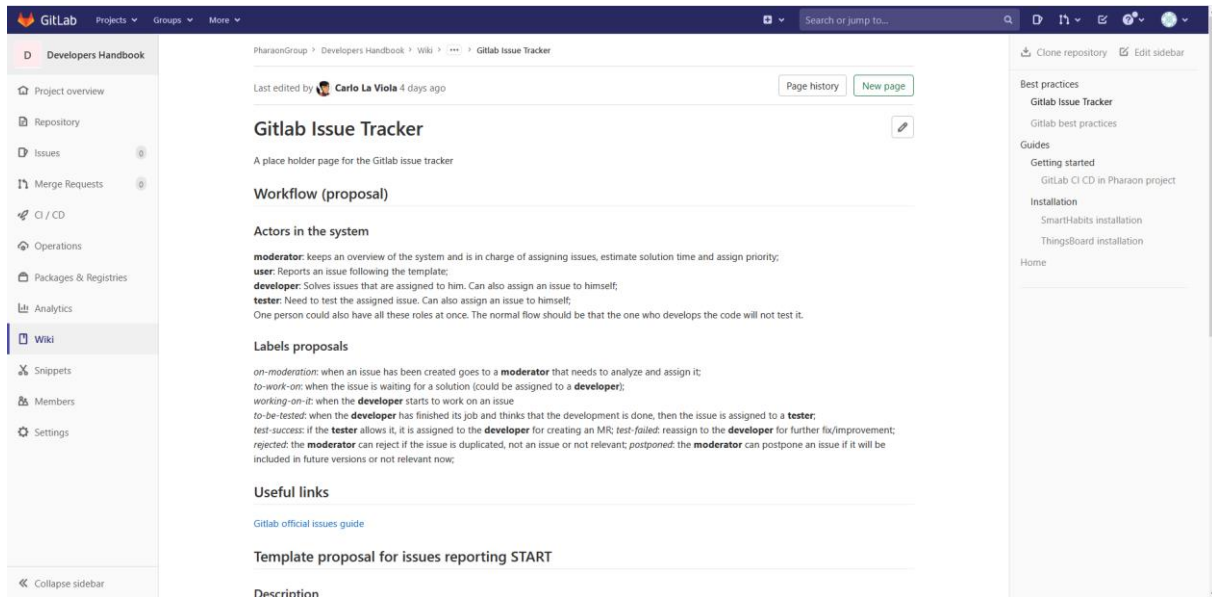 GitLab Projects Groups More Search or jump to...
D Developers Handbook
Project overview
Repository
Issues 0
Merge Requests 0
CI / CD
Operations
Packages & Registries
Analytics
Wiki
Snippets
Members
Settings
Collapse sidebar
PharaonGroup › Developers Handbook › Wiki › ... › Gitlab Issue Tracker
Last edited by Carlo La Viola 4 days ago Page history New page
Gitlab Issue Tracker
A place holder page for the Gitlab issue tracker
Workflow (proposal)
Actors in the system
moderator: keeps an overview of the system and is in charge of assigning issues, estimate solution time and assign priority;
user: Reports an issue following the template;
developer: Solves issues that are assigned to him. Can also assign an issue to himself;
tester: Need to test the assigned issue. Can also assign an issue to himself;
One person could also have all these roles at once. The normal flow should be that the one who develops the code will not test it.
Labels proposals
on-moderation: when an issue has been created goes to a moderator that needs to analyze and assign it;
to-work-on: when the issue is waiting for a solution (could be assigned to a developer);
working-on-it: when the developer starts to work on an issue
to-be-tested: when the developer has finished its job and thinks that the development is done, then the issue is assigned to a tester;
test-success: if the tester allows it, it is assigned to the developer for creating an MR; test-failed: reassign to the developer for further fix/improvement;
rejected: the moderator can reject if the issue is duplicated, not an issue or not relevant; postponed: the moderator can postpone an issue if it will be
included in future versions or not relevant now;
Useful links
Gitlab official issues guide
Template proposal for issues reporting START
Description
Clone repository Edit sidebar
Best practices
Gitlab Issue Tracker
Gitlab best practices
Guides
Getting started
GitLab CI CD in Pharaon project
Installation
SmartHabits installation
ThingsBoard installation
Home